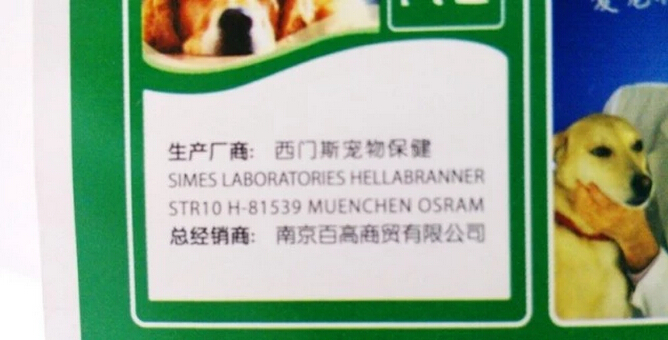 生产厂商: 西门斯宠物保健
SIMES LABORATORIES HELLABRANNER
STR10 H-81539 MUENCHEN OSRAM
总经销商: 南京百高商贸有限公司